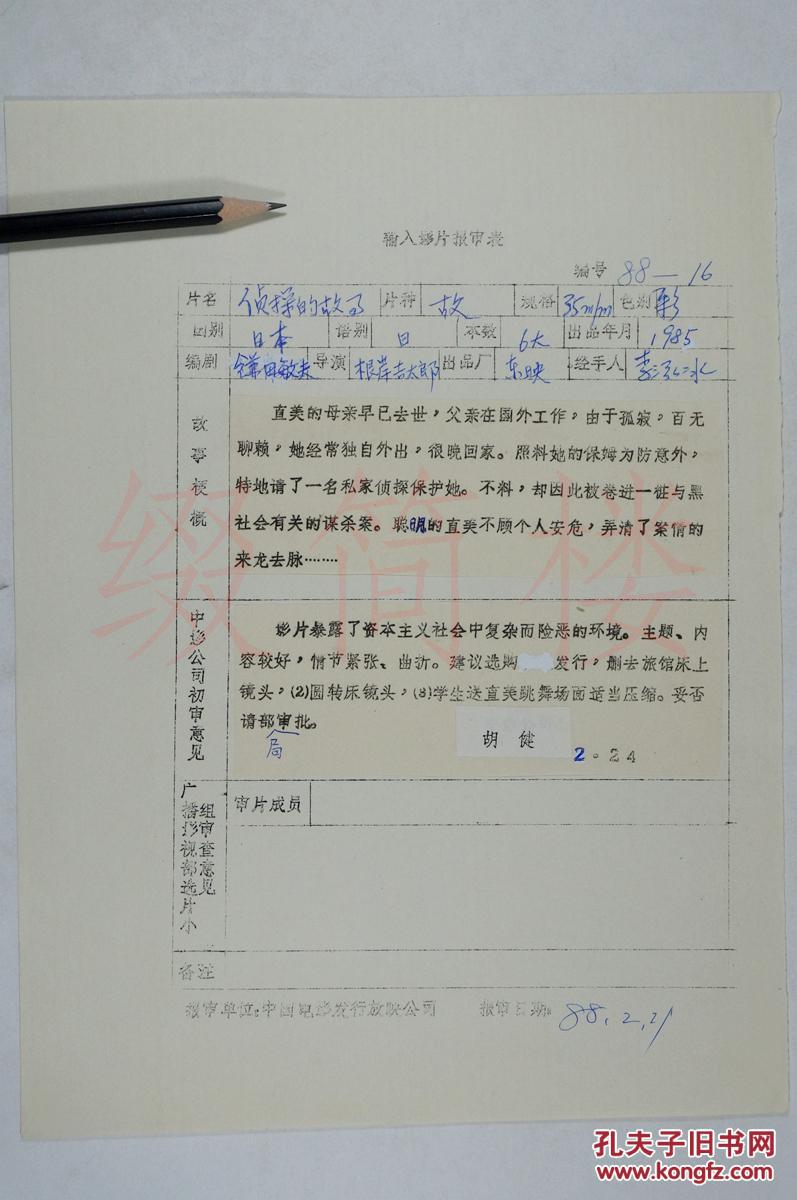 输入影片报审表
编号 88—16
片名 侦探的故事 片种 故 规格 35m/m 色别 彩
国别 日本 语别 日 本数 6大 出品年月 1985
编剧 鎌田敏夫 导演 根岸吉太郎 出品厂 东映 经手人
故事梗概
直美的母亲早已去世，父亲在国外工作，由于孤寂，百无
聊赖，她经常独自外出，很晚回家。照料她的保姆为防意外，
特地请了一名私家侦探保护她。不料，却因此被卷进一桩与黑
社会有关的谋杀案。聪明的直美不顾个人安危，弄清了案情的
来龙去脉………
中影公司初审意见
影片暴露了资本主义社会中复杂而险恶的环境。主题、内
容较好，情节紧张、曲折。建议选购 发行，删去旅馆床上
镜头，(2)圆转床镜头，(3)学生送直美跳舞场面适当压缩。妥否
请部审批。
局
胡健
2.24
广播影视部选片小组审查意见
审片成员
备注
报审单位：中国电影发行放映公司 报审日期：88.2.21
缀简楼
孔夫子旧书网
www.kongfz.com